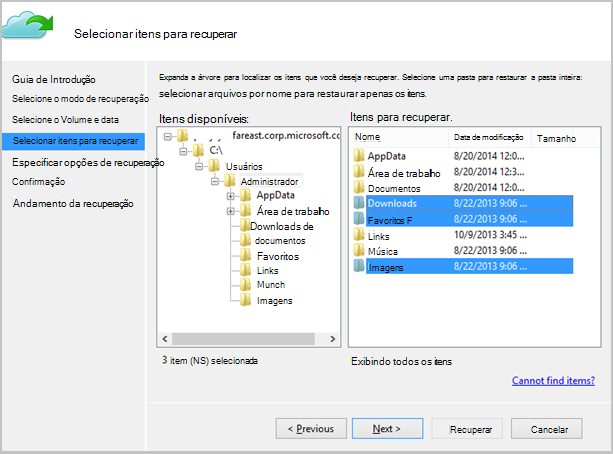 Selecionar itens para recuperar
Guia de Introdução
Selecione o modo de recuperação
Selecione o Volume e data
Selecionar itens para recuperar
Especificar opções de recuperação
Confirmação
Andamento da recuperação
Expanda a árvore para localizar os itens que você deseja recuperar. Selecione uma pasta para restaurar a pasta inteira:
selecionar arquivos por nome para restaurar apenas os itens.
Itens disponíveis:
fareast.corp.microsoft.cc
C:\
Usuários
Administrador
AppData
Área de trabalho
Downloads de
documentos
Favoritos
Links
Munch
Imagens
3 item (NS) selecionada
Itens para recuperar.
Nome Data de modificação Tamanho
AppData 8/20/2014 12:0...
Área de trabalho 8/20/2014 12:3...
Documentos 8/20/2014 12:0...
Downloads 8/22/2013 9:06 ...
Favoritos F 8/22/2013 9:06 ...
Links 10/9/2013 3:45 ...
Música 8/22/2013 9:06 ...
Imagens 8/22/2013 9:06 ...
Exibindo todos os itens
Cannot find items?
< Previous
Next >
Recuperar
Cancelar